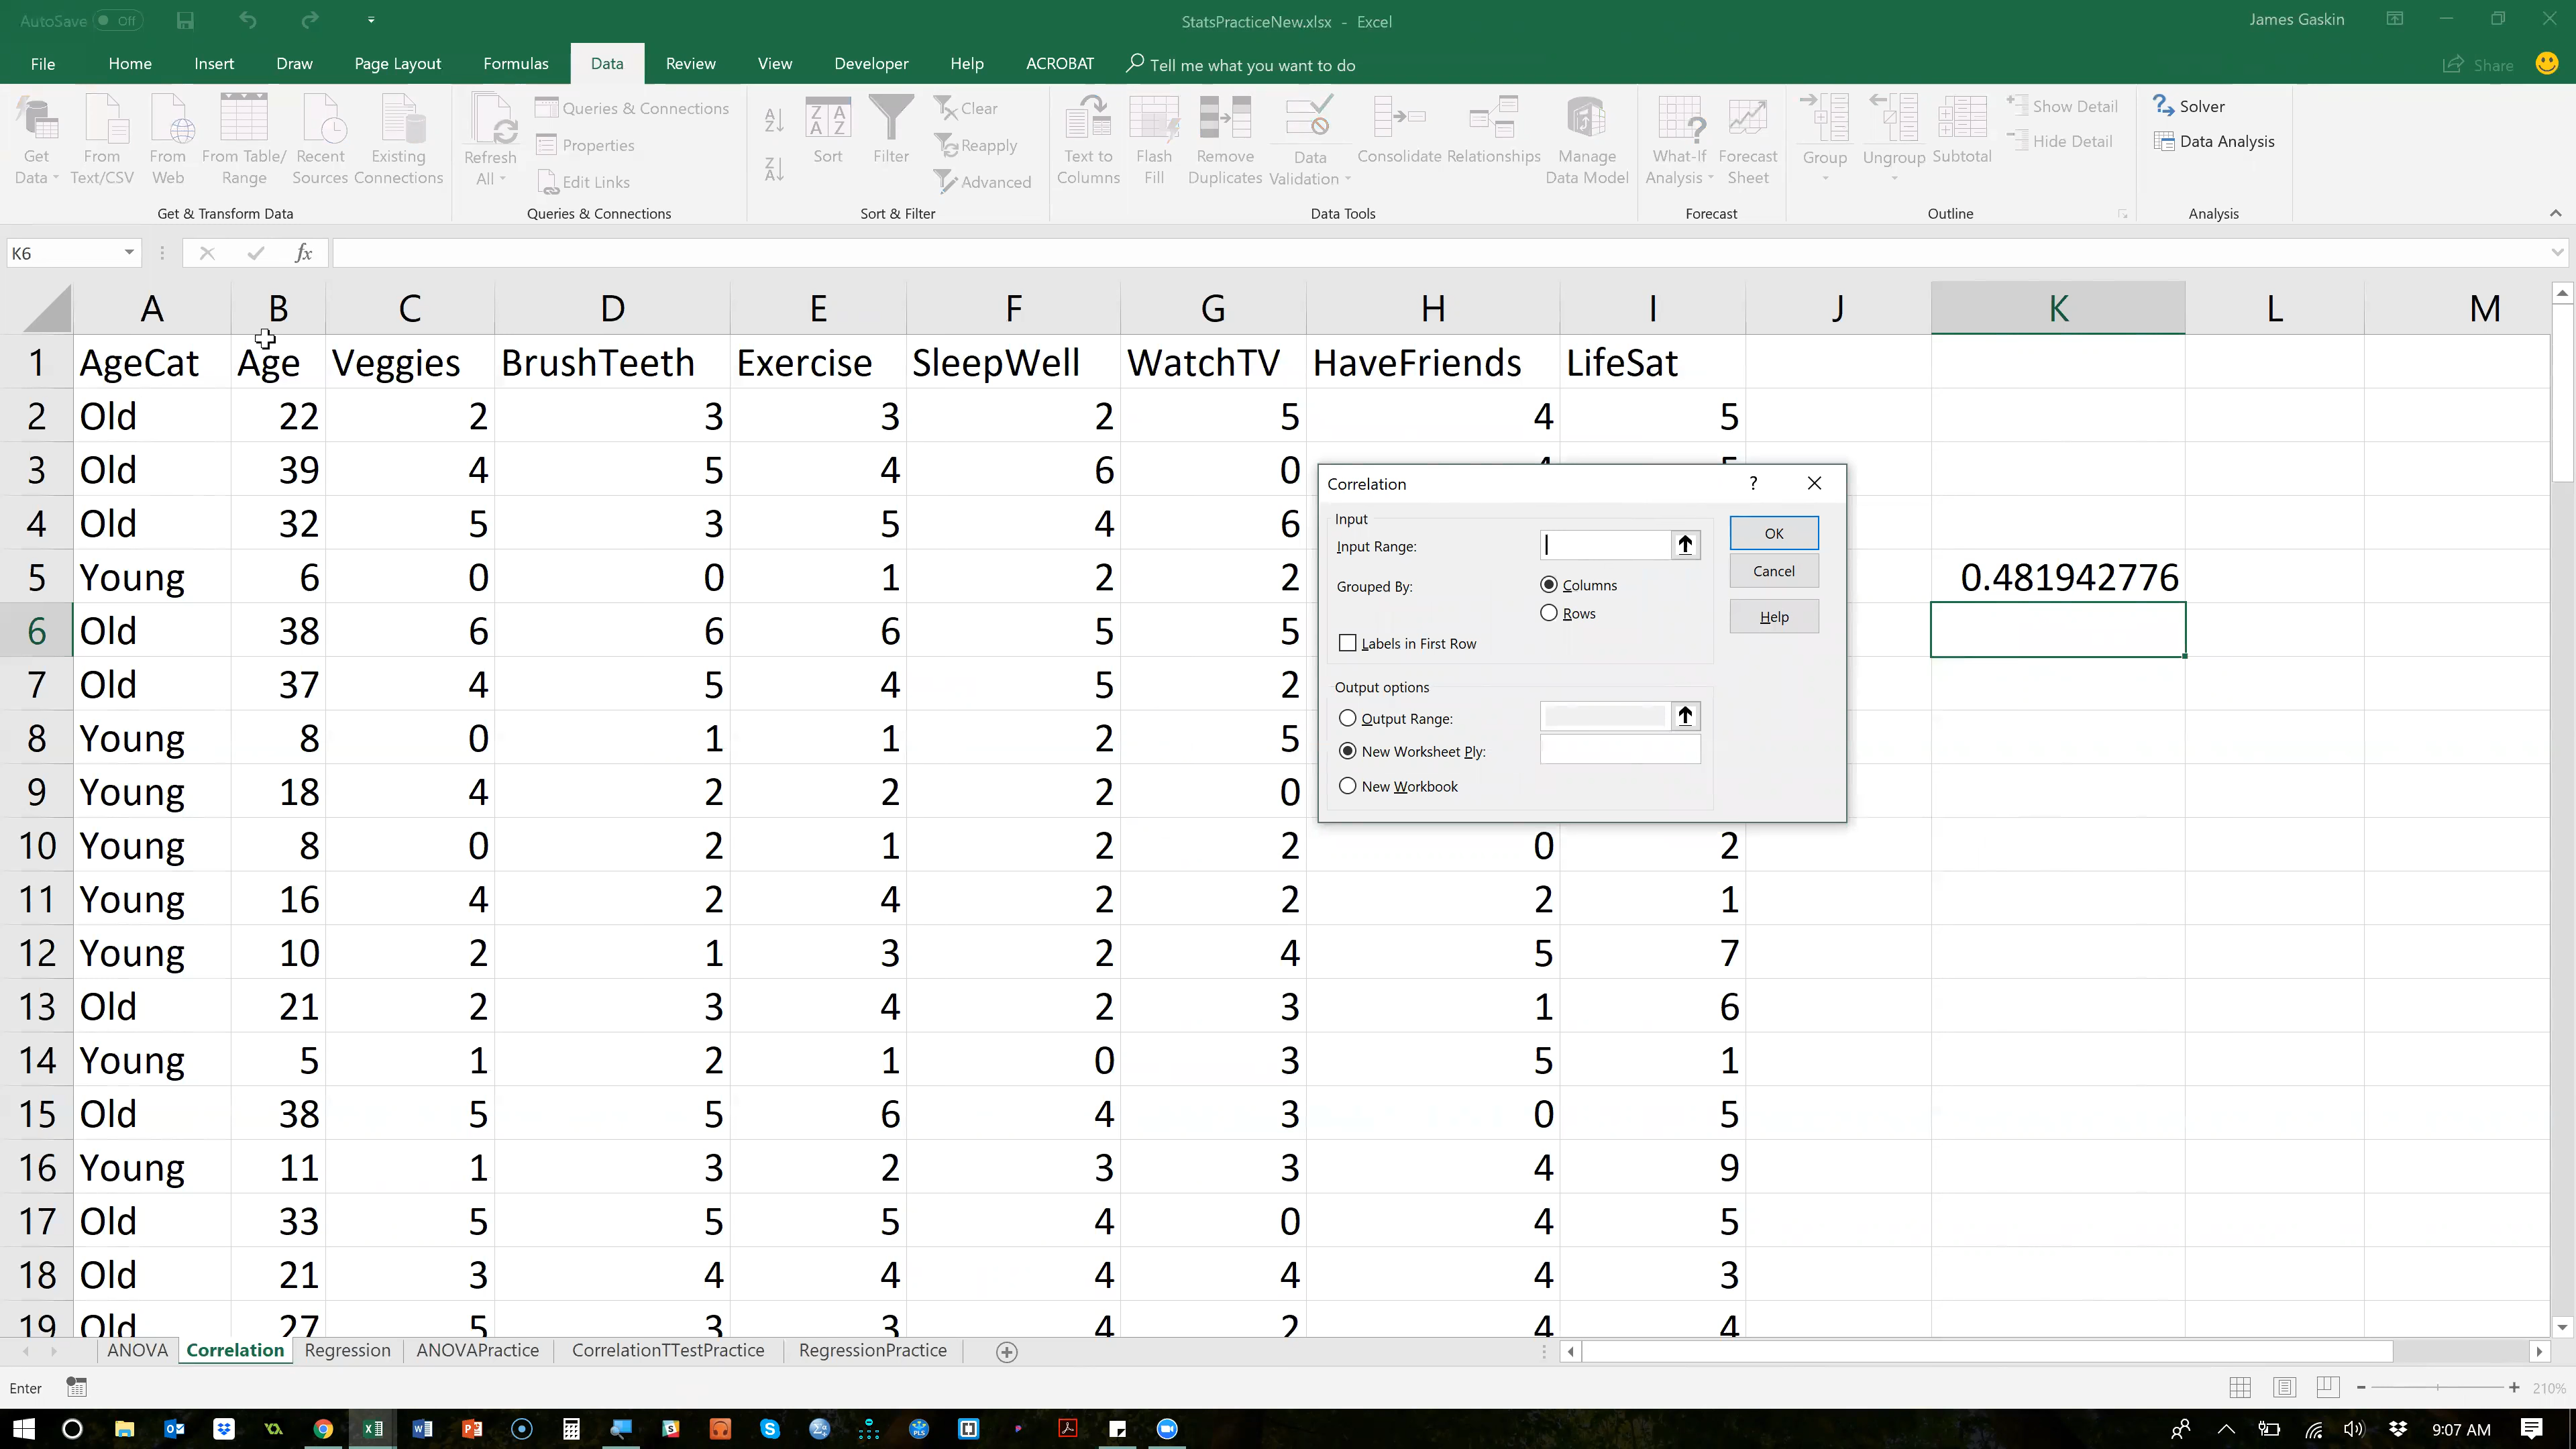 AutoSave Off
StatsPracticeNew.xlsx - Excel
James Gaskin
File Home Insert Draw Page Layout Formulas Data Review View Developer Help ACROBAT Tell me what you want to do Share
Get Data From Text/CSV From Web From Table/Range Recent Sources Existing Connections
Refresh All Queries & Connections Properties Edit Links
Sort Filter Clear Reapply Advanced
Text to Columns Flash Fill Remove Duplicates Data Validation Consolidate Relationships Manage Data Model
What-If Analysis Forecast Sheet
Group Ungroup Subtotal Show Detail Hide Detail
Solver Data Analysis
Get & Transform Data Queries & Connections Sort & Filter Data Tools Forecast Outline Analysis
K6 fx
A B C D E F G H I J K L M
1 AgeCat Age Veggies BrushTeeth Exercise SleepWell WatchTV HaveFriends LifeSat
2 Old 22 2 3 3 2 5 4 5
3 Old 39 4 5 4 6 0
4 Old 32 5 3 5 4 6
5 Young 6 0 0 1 2 2 0.481942776
6 Old 38 6 6 6 5 5
7 Old 37 4 5 4 5 2
8 Young 8 0 1 1 2 5
9 Young 18 4 2 2 2 0
10 Young 8 0 2 1 2 2 0 2
11 Young 16 4 2 4 2 2 2 1
12 Young 10 2 1 3 2 4 5 7
13 Old 21 2 3 4 2 3 1 6
14 Young 5 1 2 1 0 3 5 1
15 Old 38 5 5 6 4 3 0 5
16 Young 11 1 3 2 3 3 4 9
17 Old 33 5 5 5 4 0 4 5
18 Old 21 3 4 4 4 4 4 3
19 Old 27 5 3 3 4 2 4 4
Correlation ?
Input
Input Range:
OK
Grouped By: Columns
Cancel
Rows
Help
Labels in First Row
Output options
Output Range:
New Worksheet Ply:
New Workbook
ANOVA Correlation Regression ANOVAPractice CorrelationTTestPractice RegressionPractice
Enter
210%
9:07 AM